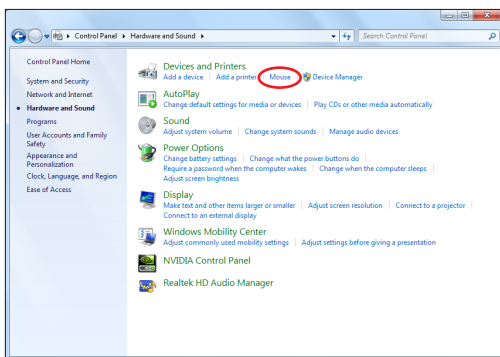 Control Panel ▸ Hardware and Sound ▸
Search Control Panel
Control Panel Home
System and Security
Network and Internet
Hardware and Sound
Programs
User Accounts and Family
Safety
Appearance and
Personalization
Clock, Language, and Region
Ease of Access
Devices and Printers
Add a device | Add a printer | Mouse | Device Manager
AutoPlay
Change default settings for media or devices | Play CDs or other media automatically
Sound
Adjust system volume | Change system sounds | Manage audio devices
Power Options
Change battery settings | Change what the power buttons do |
Require a password when the computer wakes | Change when the computer sleeps |
Adjust screen brightness
Display
Make text and other items larger or smaller | Adjust screen resolution | Connect to a projector |
Connect to an external display
Windows Mobility Center
Adjust commonly used mobility settings | Adjust settings before giving a presentation
NVIDIA Control Panel
Realtek HD Audio Manager